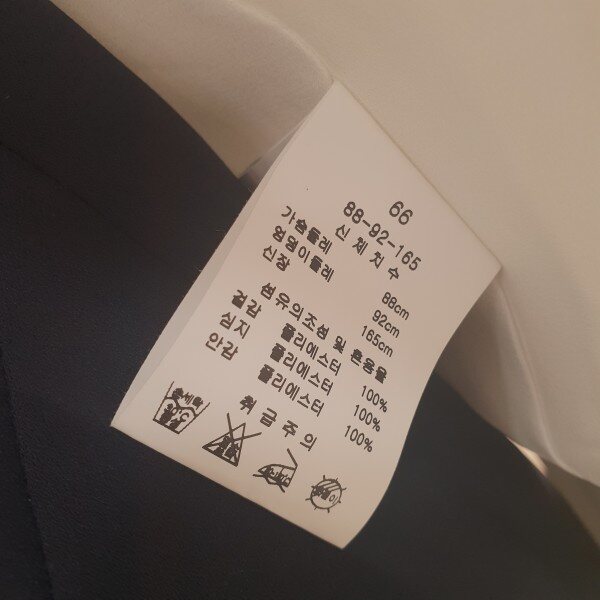 66
88-92-165
신 체 치 수
가슴둘레 88cm
엉덩이둘레 92cm
신장 165cm
섬유의조성 및 혼용율
겉감 폴리에스터 100%
심지 폴리에스터 100%
안감 폴리에스터 100%
취 급 주 의
손세탁